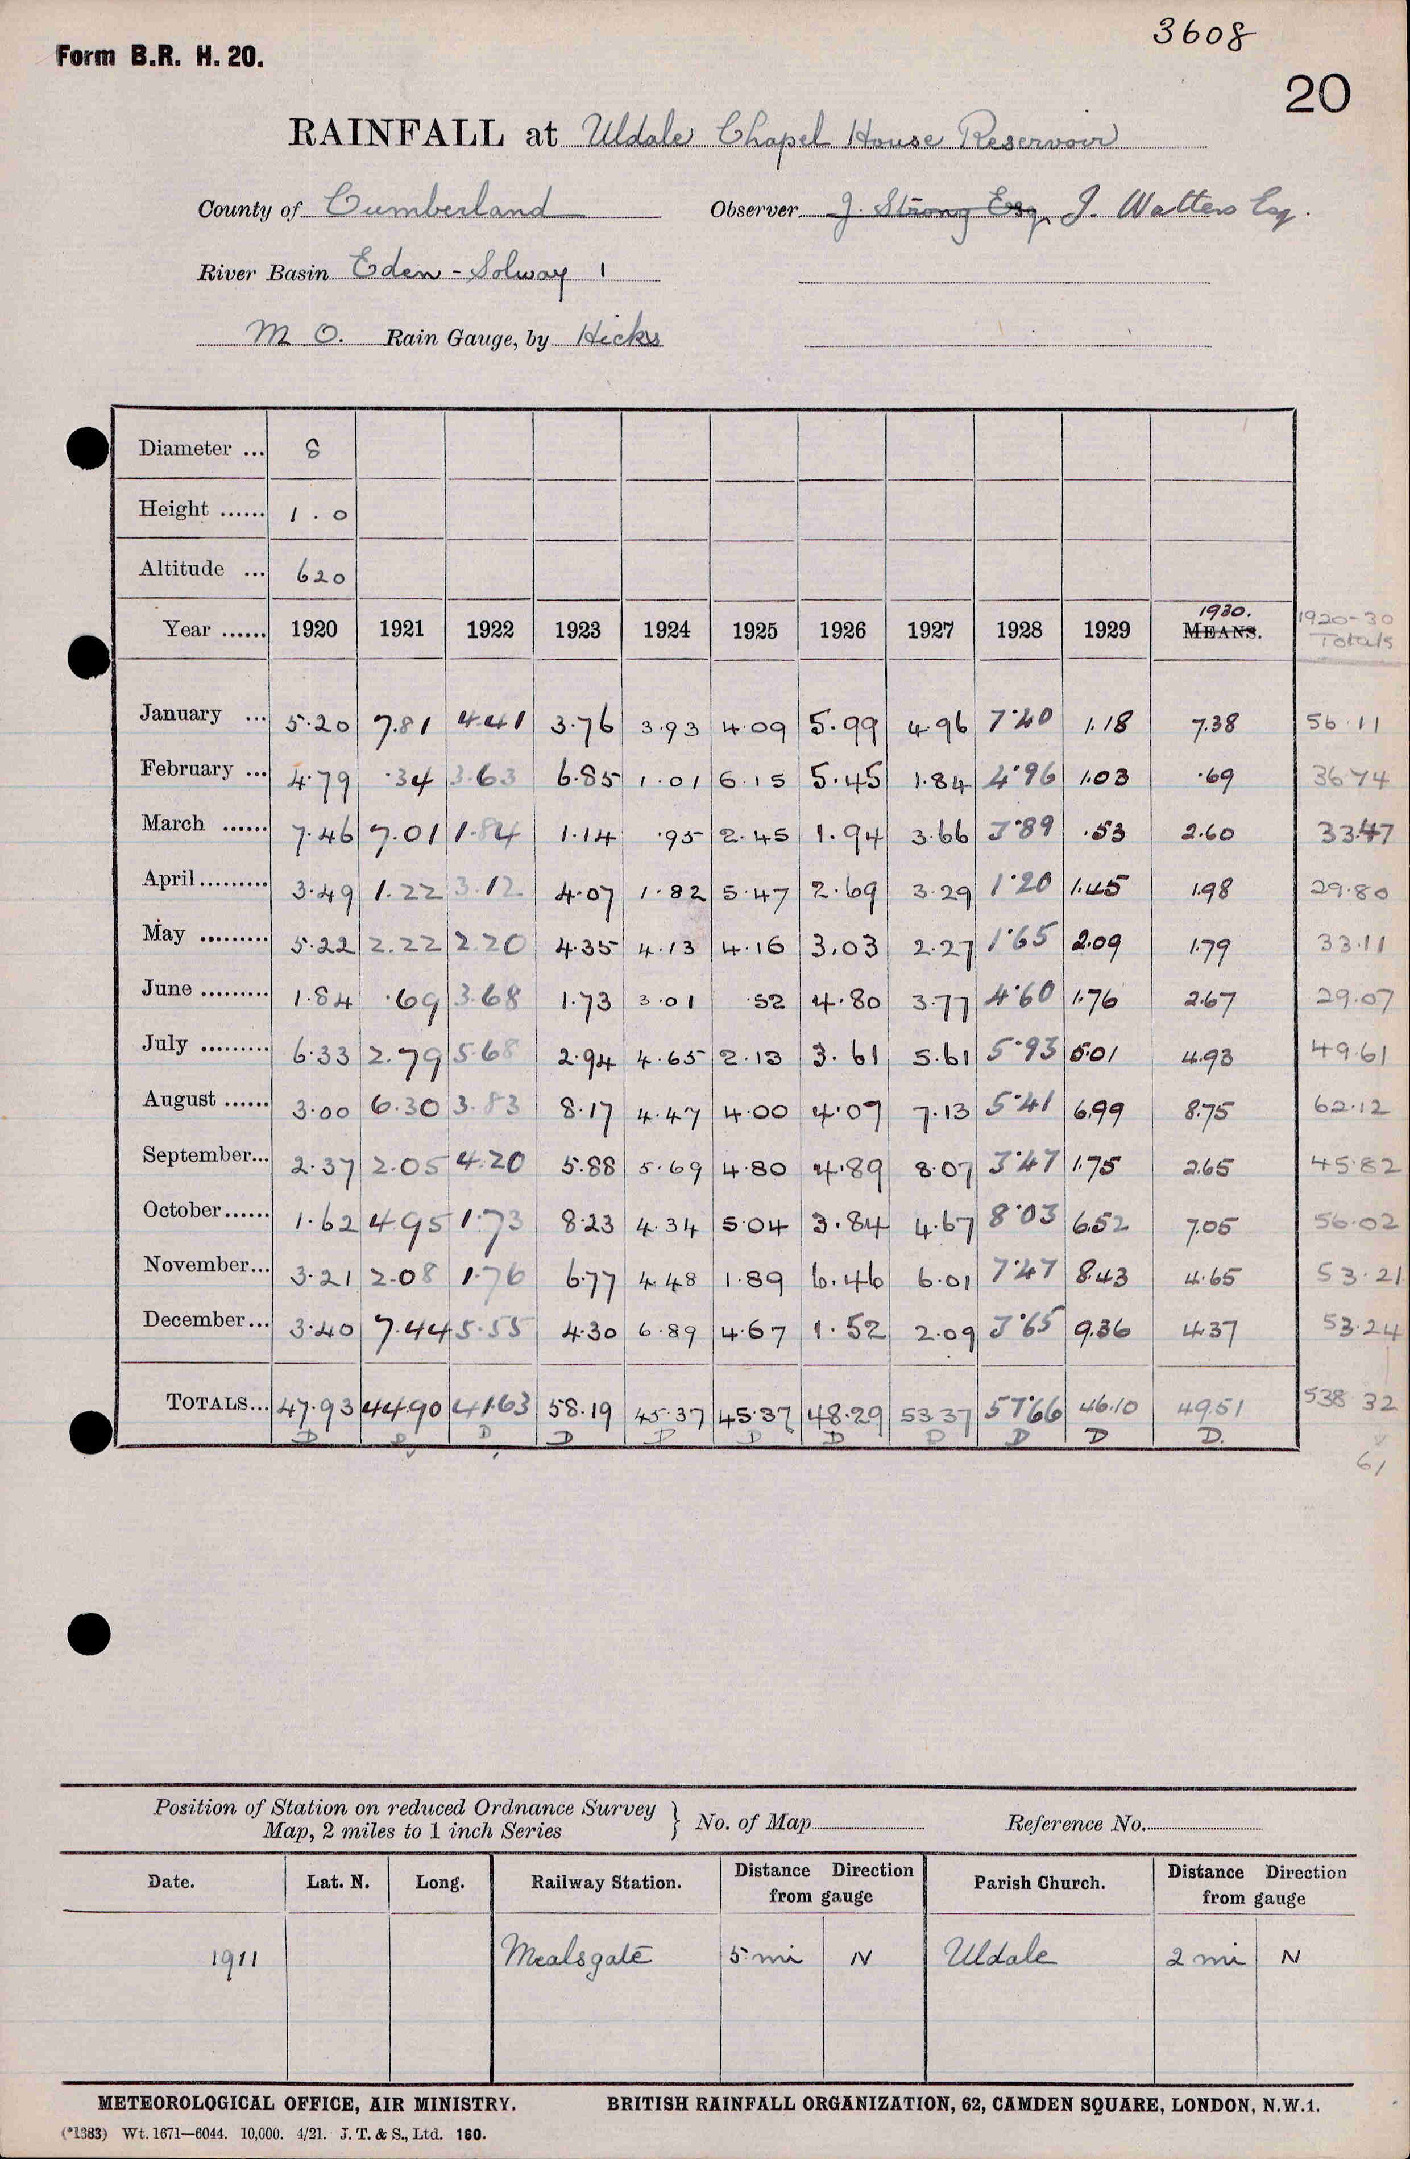 3608
Form B.R. H. 20.
20
RAINFALL at Uldale Chapel House Reservoir
County of Cumberland Observer J. Strong Esq. J. Walters Esq.
River Basin Eden - Solway 1
M O. Rain Gauge, by Hicks
Diameter ... 8
Height ...... 1.0
Altitude ... 620
Year ...... 1920 1921 1922 1923 1924 1925 1926 1927 1928 1929 MEANS. 1930. 1920-30 Totals
January ... 5.20 7.81 4.41 3.76 3.93 4.09 5.99 4.96 7.40 1.18 7.38 56.11
February ... 4.79 .34 3.63 6.85 1.01 6.15 5.45 1.84 4.96 1.03 .69 36.74
March ...... 7.46 7.01 1.84 1.14 .95 2.45 1.94 3.66 3.89 .53 2.60 33.47
April ......... 3.49 1.22 3.12 4.07 1.82 5.47 2.69 3.29 1.20 1.45 1.98 29.80
May ......... 5.22 2.22 2.20 4.35 4.13 4.16 3.03 2.27 1.65 2.09 1.79 33.11
June ......... 1.84 .69 3.68 1.73 3.01 .52 4.80 3.77 4.60 1.76 2.67 29.07
July ......... 6.33 2.79 5.68 2.94 4.65 2.13 3.61 5.61 5.93 5.01 4.93 49.61
August ...... 3.00 6.30 3.83 8.17 4.47 4.00 4.07 7.13 5.41 6.99 8.75 62.12
September... 2.37 2.05 4.20 5.88 5.69 4.80 4.89 8.07 3.47 1.75 2.65 45.82
October ...... 1.62 4.95 1.73 8.23 4.34 5.04 3.84 4.67 8.03 6.52 7.05 56.02
November... 3.21 2.08 1.76 6.77 4.48 1.89 6.46 6.01 7.47 8.43 4.65 53.21
December... 3.40 7.44 5.55 4.30 6.89 4.67 1.52 2.09 3.65 9.36 4.37 53.24
TOTALS... 47.93 44.90 41.63 58.19 45.37 45.37 48.29 53.37 57.66 46.10 49.51 538.32
D D D D D D D D D D D.
61
Position of Station on reduced Ordnance Survey
Map, 2 miles to 1 inch Series } No. of Map Reference No.
Date. Lat. N. Long. Railway Station. Distance Direction from gauge Parish Church. Distance Direction from gauge
1911 Mealsgate 5 mi N Uldale 2 mi N
METEOROLOGICAL OFFICE, AIR MINISTRY. BRITISH RAINFALL ORGANIZATION, 62, CAMDEN SQUARE, LONDON, N.W.1.
(*1383) Wt. 1671—6044. 10,000. 4/21. J. T. & S., Ltd. 160.